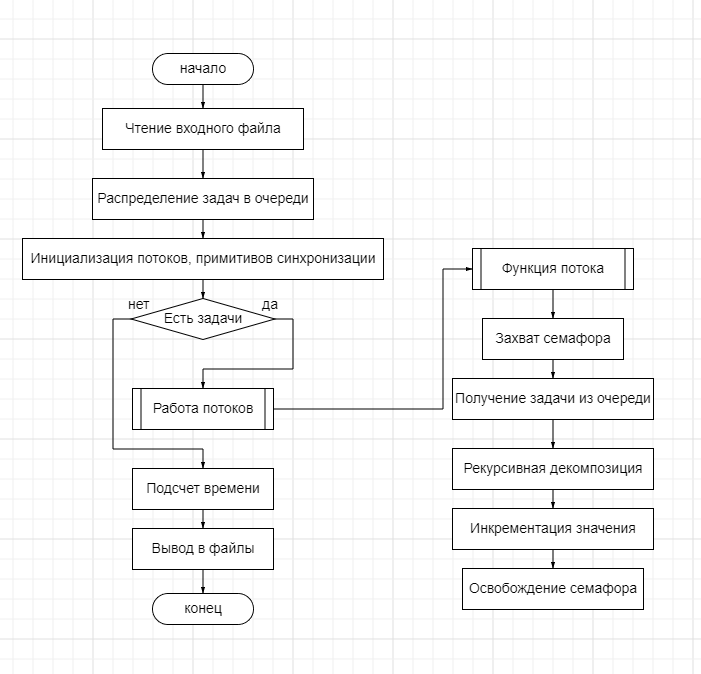 начало
Чтение входного файла
Распределение задач в очереди
Инициализация потоков, примитивов синхронизации
нет
да
Есть задачи
Работа потоков
Подсчет времени
Вывод в файлы
конец
Функция потока
Захват семафора
Получение задачи из очереди
Рекурсивная декомпозиция
Инкрементация значения
Освобождение семафора